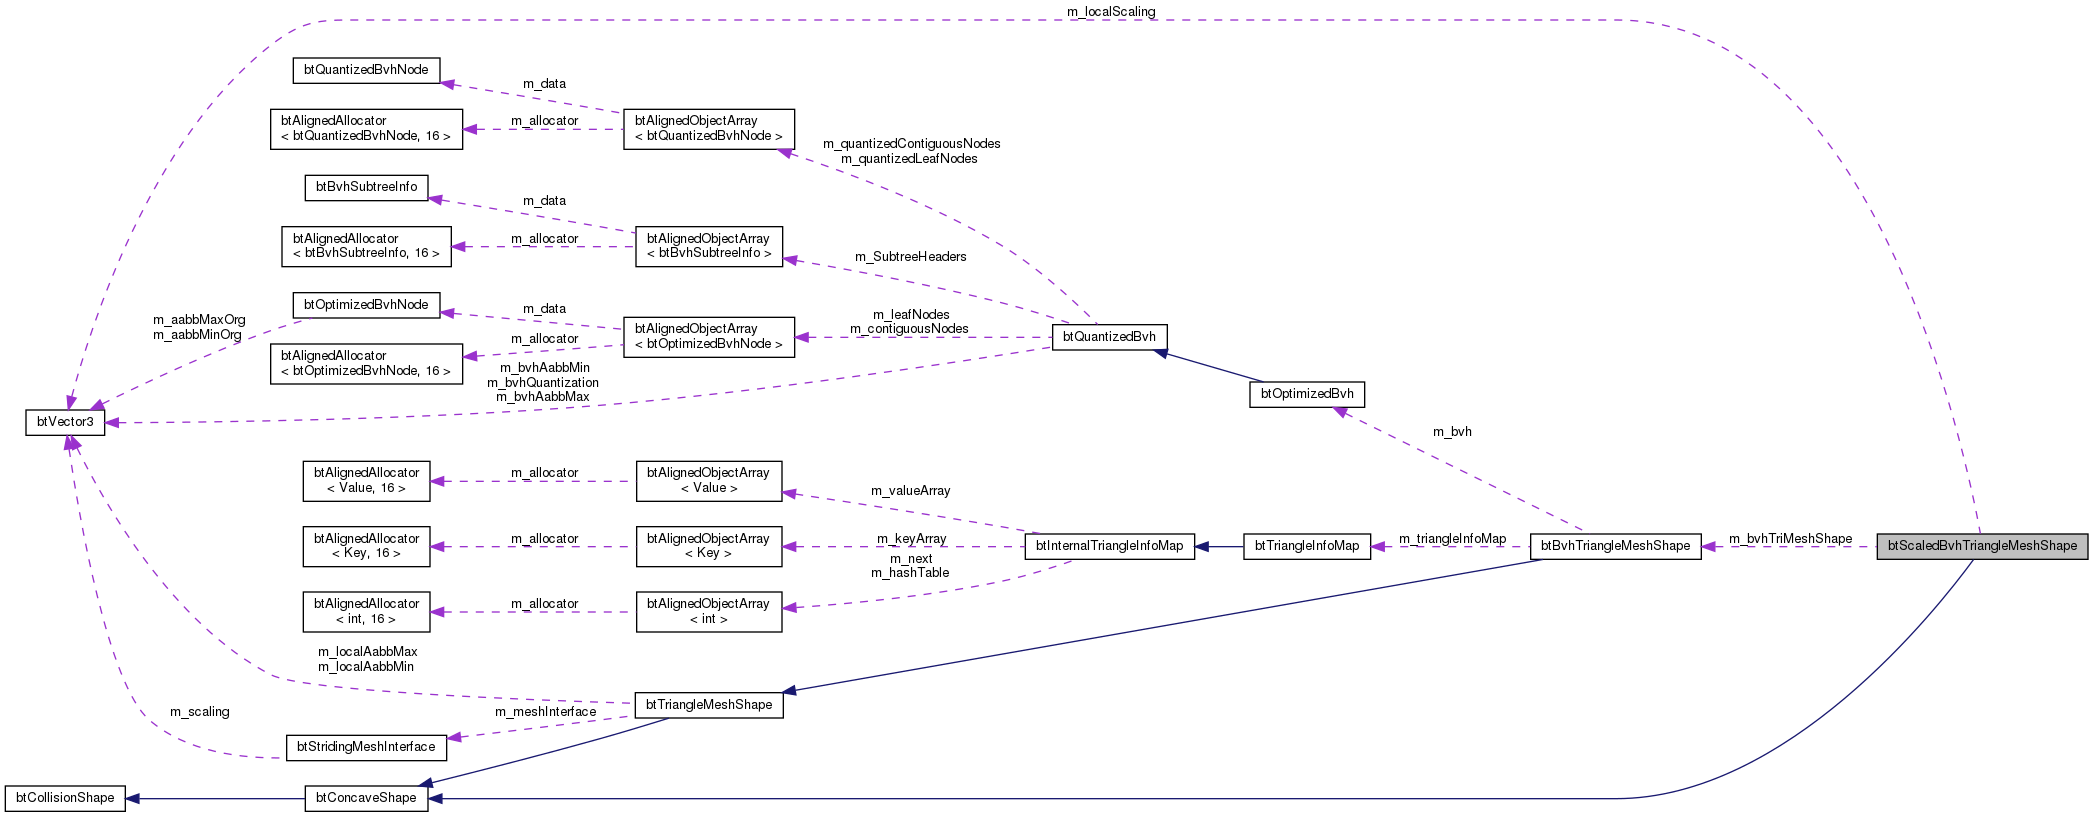 m_localScaling
btQuantizedBvhNode
m_data
btAlignedAllocator
< btQuantizedBvhNode, 16 >
m_allocator
btAlignedObjectArray
< btQuantizedBvhNode >
m_quantizedContiguousNodes
m_quantizedLeafNodes
btBvhSubtreeInfo
m_data
btAlignedAllocator
< btBvhSubtreeInfo, 16 >
m_allocator
btAlignedObjectArray
< btBvhSubtreeInfo >
m_SubtreeHeaders
btOptimizedBvhNode
m_data
m_aabbMaxOrg
m_aabbMinOrg
btAlignedAllocator
< btOptimizedBvhNode, 16 >
m_allocator
btAlignedObjectArray
< btOptimizedBvhNode >
m_leafNodes
m_contiguousNodes
btQuantizedBvh
m_bvhAabbMin
m_bvhQuantization
m_bvhAabbMax
btOptimizedBvh
btVector3
m_bvh
btAlignedAllocator
< Value, 16 >
m_allocator
btAlignedObjectArray
< Value >
m_valueArray
btAlignedAllocator
< Key, 16 >
m_allocator
btAlignedObjectArray
< Key >
m_keyArray
btInternalTriangleInfoMap
btTriangleInfoMap
m_triangleInfoMap
btBvhTriangleMeshShape
m_bvhTriMeshShape
btScaledBvhTriangleMeshShape
m_next
m_hashTable
btAlignedAllocator
< int, 16 >
m_allocator
btAlignedObjectArray
< int >
m_localAabbMax
m_localAabbMin
btTriangleMeshShape
m_scaling
m_meshInterface
btStridingMeshInterface
btCollisionShape
btConcaveShape